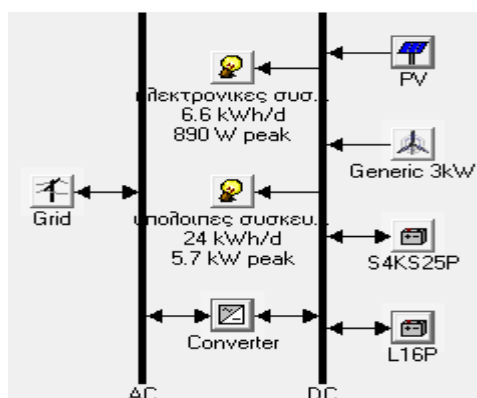 PV
ηλεκτρονικες συσ...
6.6 kWh/d
890 W peak
Generic 3kW
Grid
υπολοιπες συσκευ...
24 kWh/d
5.7 kW peak
S4KS25P
Converter
L16P
AC
DC